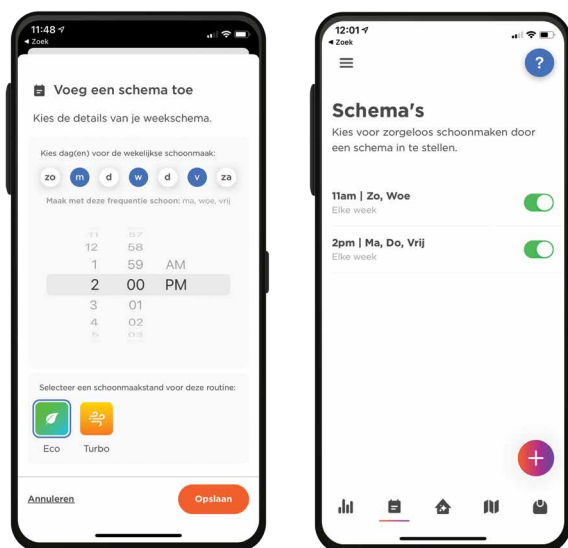 11:48
Zoek
Voeg een schema toe
Kies de details van je weekschema.
Kies dag(en) voor de wekelijkse schoonmaak:
zo m d w d v za
Maak met deze frequentie schoon: ma, woe, vrij
11 57
12 58
1 59 AM
2 00 PM
3 01
4 02
5 03
Selecteer een schoonmaakstand voor deze routine:
Eco Turbo
Annuleren Opslaan
12:01
Zoek
?
Schema's
Kies voor zorgeloos schoonmaken door
een schema in te stellen.
11am | Zo, Woe
Elke week
2pm | Ma, Do, Vrij
Elke week
+